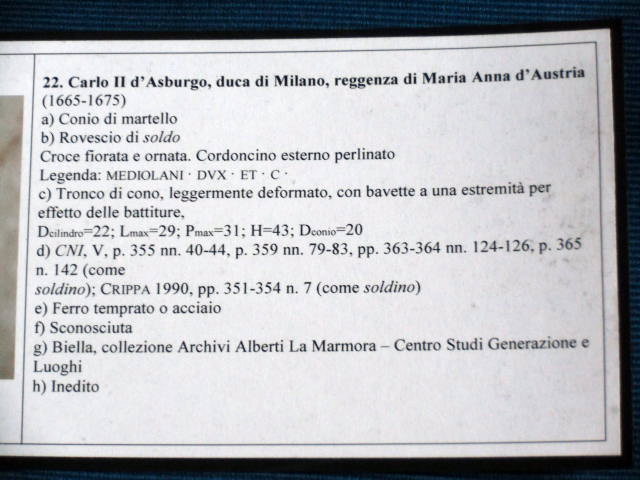 22. Carlo II d'Asburgo, duca di Milano, reggenza di Maria Anna d'Austria
(1665-1675)
a) Conio di martello
b) Rovescio di soldo
Croce fiorata e ornata. Cordoncino esterno perlinato
Legenda: MEDIOLANI · DVX · ET · C ·
c) Tronco di cono, leggermente deformato, con bavette a una estremità per
effetto delle battiture,
Dcilindro=22; Lmax=29; Pmax=31; H=43; Dconio=20
d) CNI, V, p. 355 nn. 40-44, p. 359 nn. 79-83, pp. 363-364 nn. 124-126, p. 365
n. 142 (come
soldino); CRIPPA 1990, pp. 351-354 n. 7 (come soldino)
e) Ferro temprato o acciaio
f) Sconosciuta
g) Biella, collezione Archivi Alberti La Marmora – Centro Studi Generazione e
Luoghi
h) Inedito